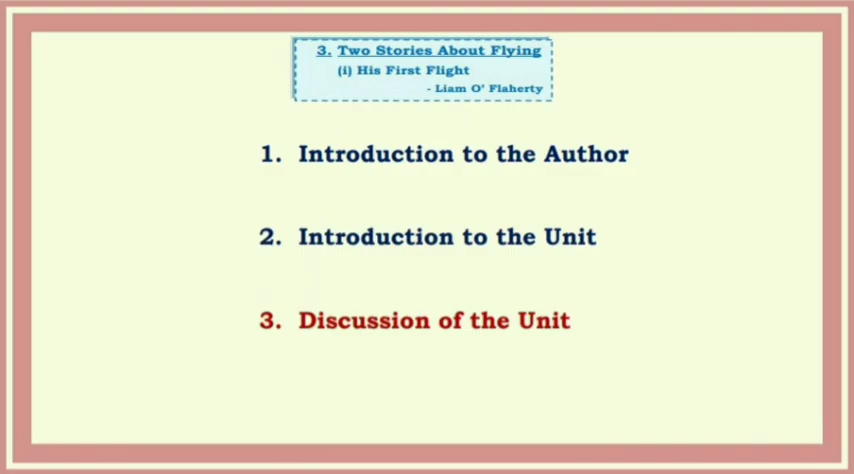 3. Two Stories About Flying
(i) His First Flight
- Liam O' Flaherty
1. Introduction to the Author
2. Introduction to the Unit
3. Discussion of the Unit